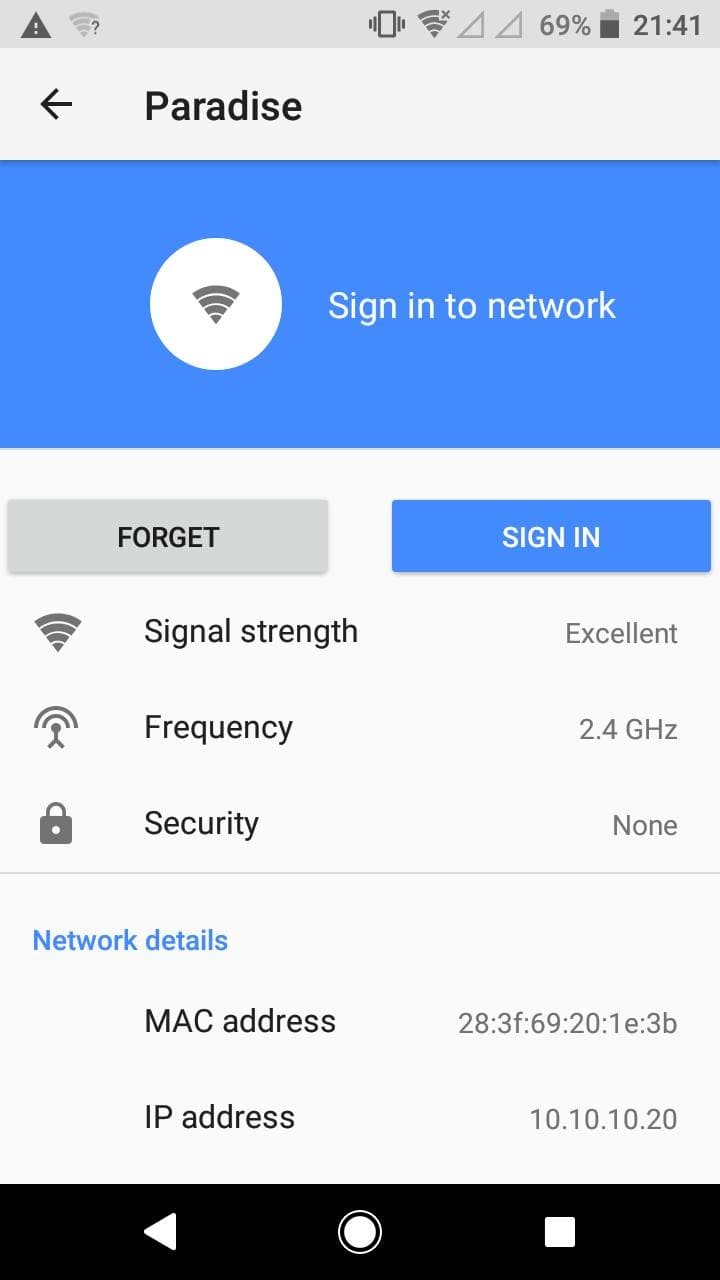 69% 21:41
Paradise
Sign in to network
FORGET SIGN IN
Signal strength Excellent
Frequency 2.4 GHz
Security None
Network details
MAC address 28:3f:69:20:1e:3b
IP address 10.10.10.20